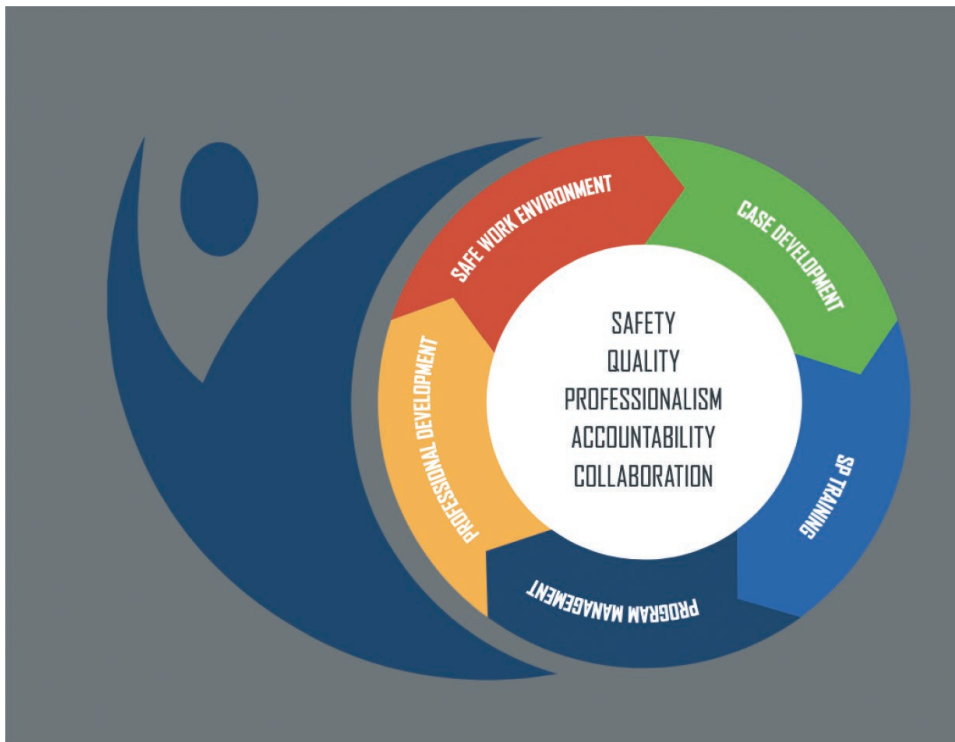 SAFE WORK ENVIRONMENT
CASE DEVELOPMENT
SP TRAINING
PROGRAM MANAGEMENT
PROFESSIONAL DEVELOPMENT
SAFETY
QUALITY
PROFESSIONALISM
ACCOUNTABILITY
COLLABORATION